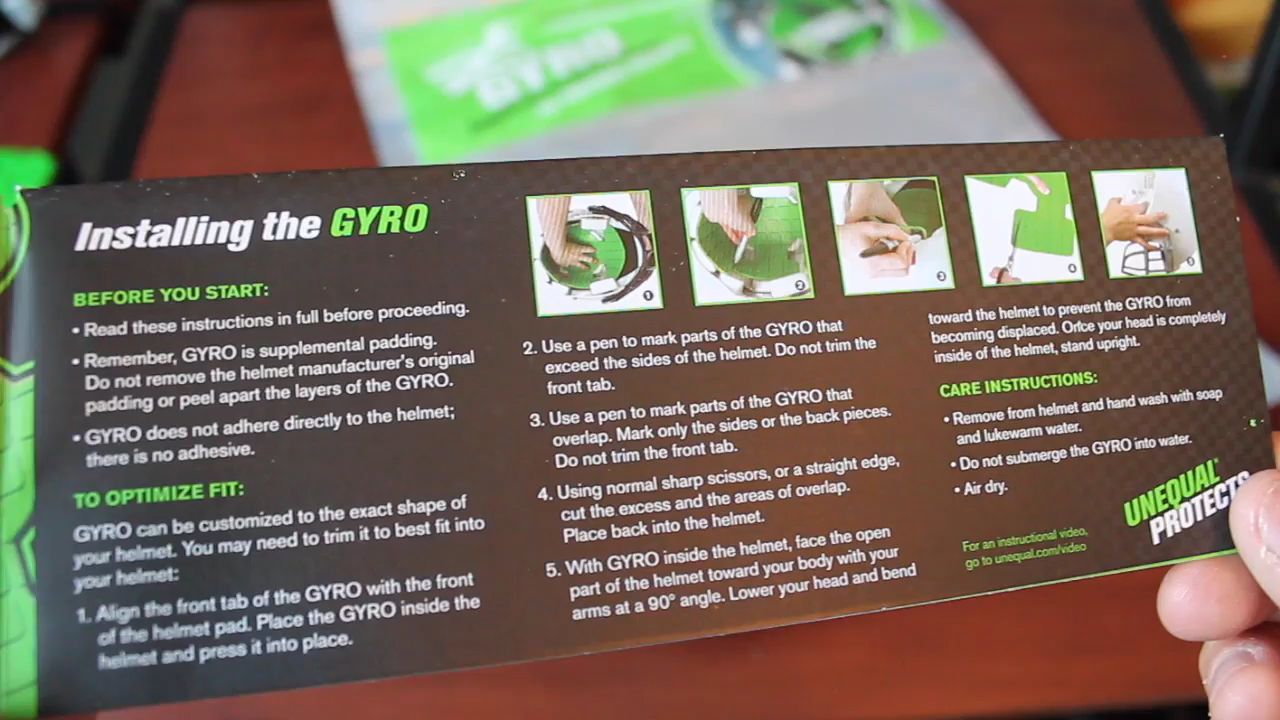 GYRO
Installing the GYRO
BEFORE YOU START:
• Read these instructions in full before proceeding.
• Remember, GYRO is supplemental padding.
Do not remove the helmet manufacturer's original
padding or peel apart the layers of the GYRO.
• GYRO does not adhere directly to the helmet;
there is no adhesive.
TO OPTIMIZE FIT:
GYRO can be customized to the exact shape of
your helmet. You may need to trim it to best fit into
your helmet:
1. Align the front tab of the GYRO with the front
of the helmet pad. Place the GYRO inside the
helmet and press it into place.
1
2
3
4
5
2. Use a pen to mark parts of the GYRO that
exceed the sides of the helmet. Do not trim the
front tab.
3. Use a pen to mark parts of the GYRO that
overlap. Mark only the sides or the back pieces.
Do not trim the front tab.
4. Using normal sharp scissors, or a straight edge,
cut the excess and the areas of overlap.
Place back into the helmet.
5. With GYRO inside the helmet, face the open
part of the helmet toward your body with your
arms at a 90° angle. Lower your head and bend
toward the helmet to prevent the GYRO from
becoming displaced. Once your head is completely
inside of the helmet, stand upright.
CARE INSTRUCTIONS:
• Remove from helmet and hand wash with soap
and lukewarm water.
• Do not submerge the GYRO into water.
• Air dry.
For an instructional video,
go to unequal.com/video
UNEQUAL®
PROTECTS